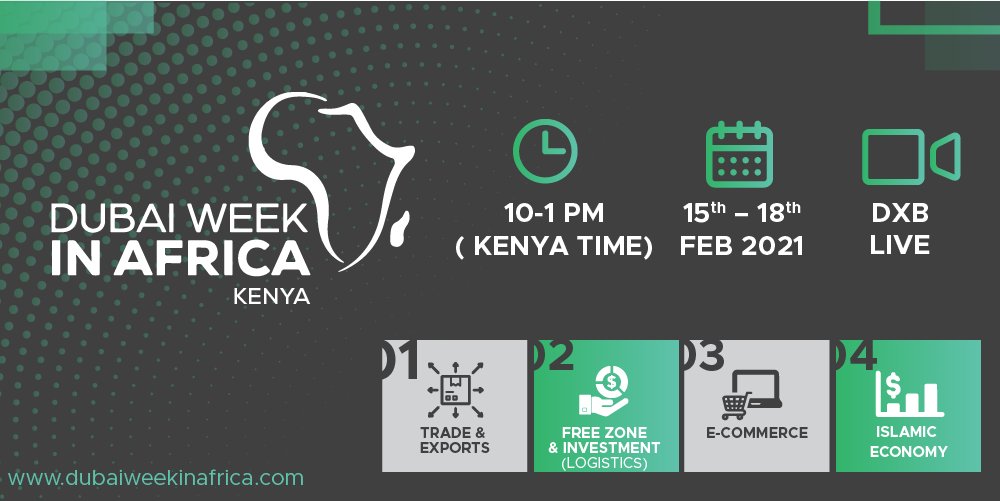 DUBAI WEEK
IN AFRICA
KENYA
10-1 PM
( KENYA TIME)
15th – 18th
FEB 2021
DXB
LIVE
01
TRADE &
EXPORTS
02
FREE ZONE
& INVESTMENT
(LOGISTICS)
03
E-COMMERCE
04
ISLAMIC
ECONOMY
www.dubaiweekinafrica.com